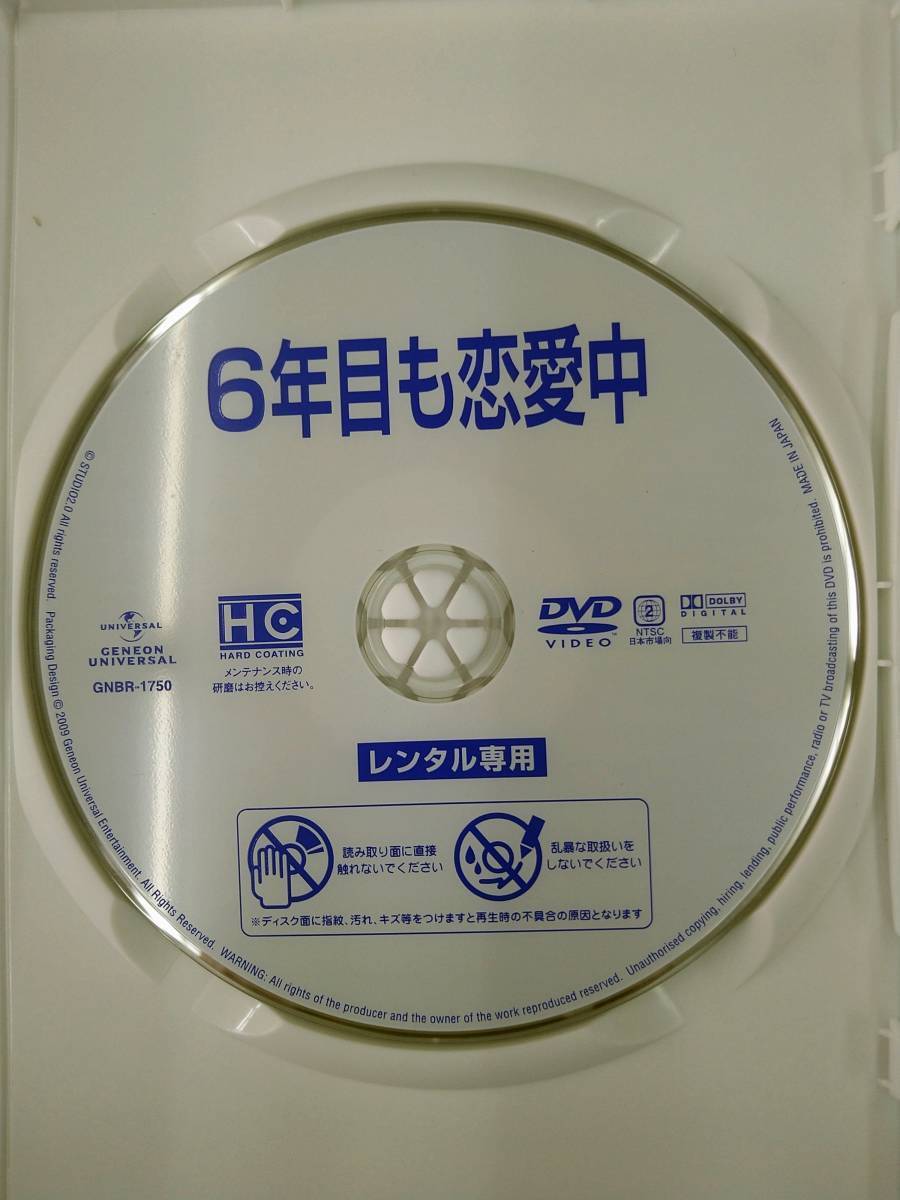 6年目も恋愛中
UNIVERSAL
GENEON
UNIVERSAL
GNBR-1750
HC
HARD COATING
メンテナンス時の
研磨はお控えください。
DVD
VIDEO
TM
2
NTSC
日本市場向
DOLBY
DIGITAL
複製不能
レンタル専用
読み取り面に直接
触れないでください
乱暴な取扱いを
しないでください
※ディスク面に指紋、汚れ、キズ等をつけますと再生時の不具合の原因となります
© STUDIO2.0 All rights reserved. Packaging Design © 2009 Geneon Universal Entertainment. All Rights Reserved. WARNING: All rights of the producer and the owner of the work reproduced reserved. Unauthorised copying, hiring, lending, public performance, radio or TV broadcasting of this DVD is prohibited. MADE IN JAPAN